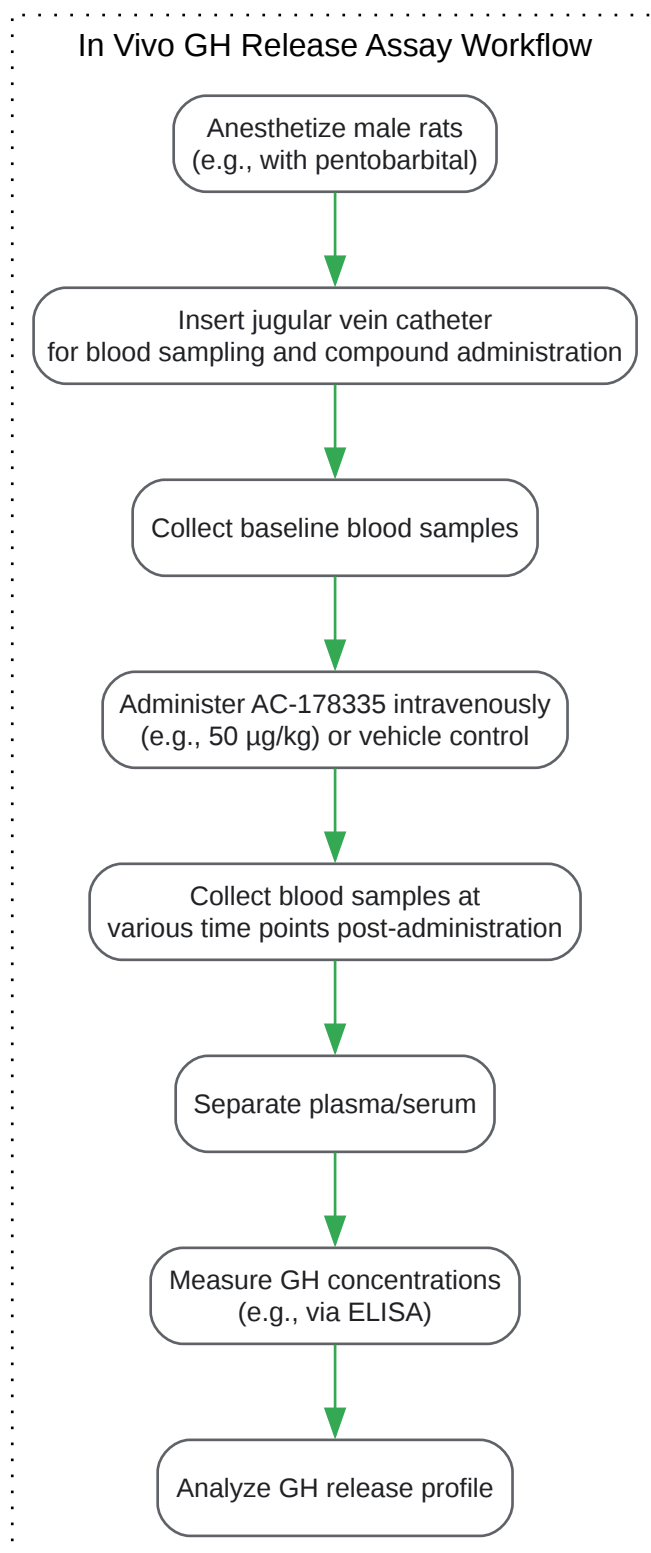 In Vivo GH Release Assay Workflow
Anesthetize male rats
(e.g., with pentobarbital)
Insert jugular vein catheter
for blood sampling and compound administration
Collect baseline blood samples
Administer AC-178335 intravenously
(e.g., 50 µg/kg) or vehicle control
Collect blood samples at
various time points post-administration
Separate plasma/serum
Measure GH concentrations
(e.g., via ELISA)
Analyze GH release profile